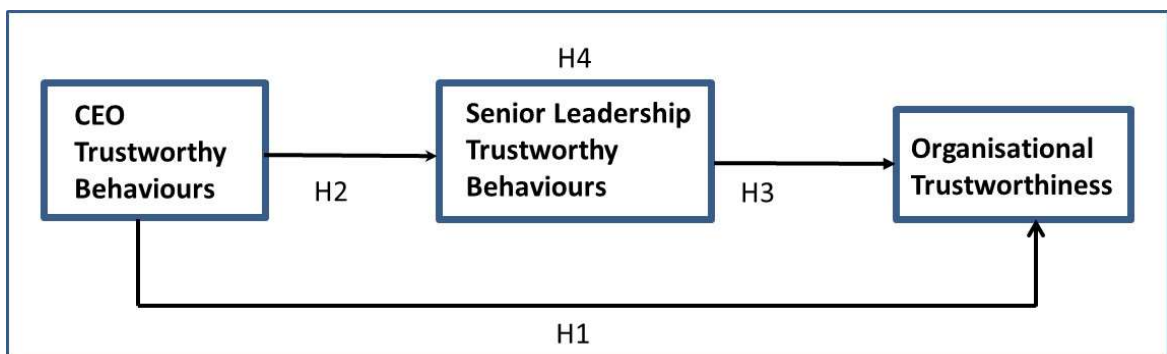 H4
CEO
Trustworthy
Behaviours
H2
Senior Leadership
Trustworthy
Behaviours
H3
Organisational
Trustworthiness
H1